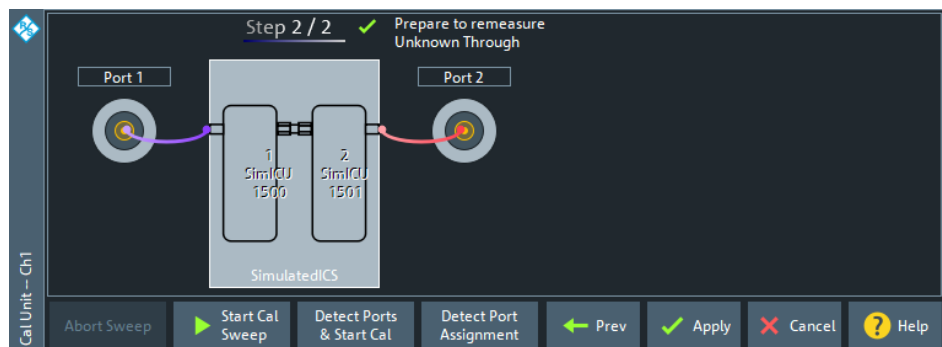 Step 2 / 2
Prepare to remeasure
Unknown Through
Port 1
Port 2
1
SimICU
1500
2
SimICU
1501
SimulatedICS
Cal Unit -- Ch1
Abort Sweep
Start Cal
Sweep
Detect Ports
& Start Cal
Detect Port
Assignment
Prev
Apply
Cancel
? Help